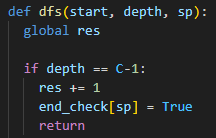 def dfs(start, depth, sp):
    global res

    if depth == C-1:
        res += 1
        end_check[sp] = True
        return